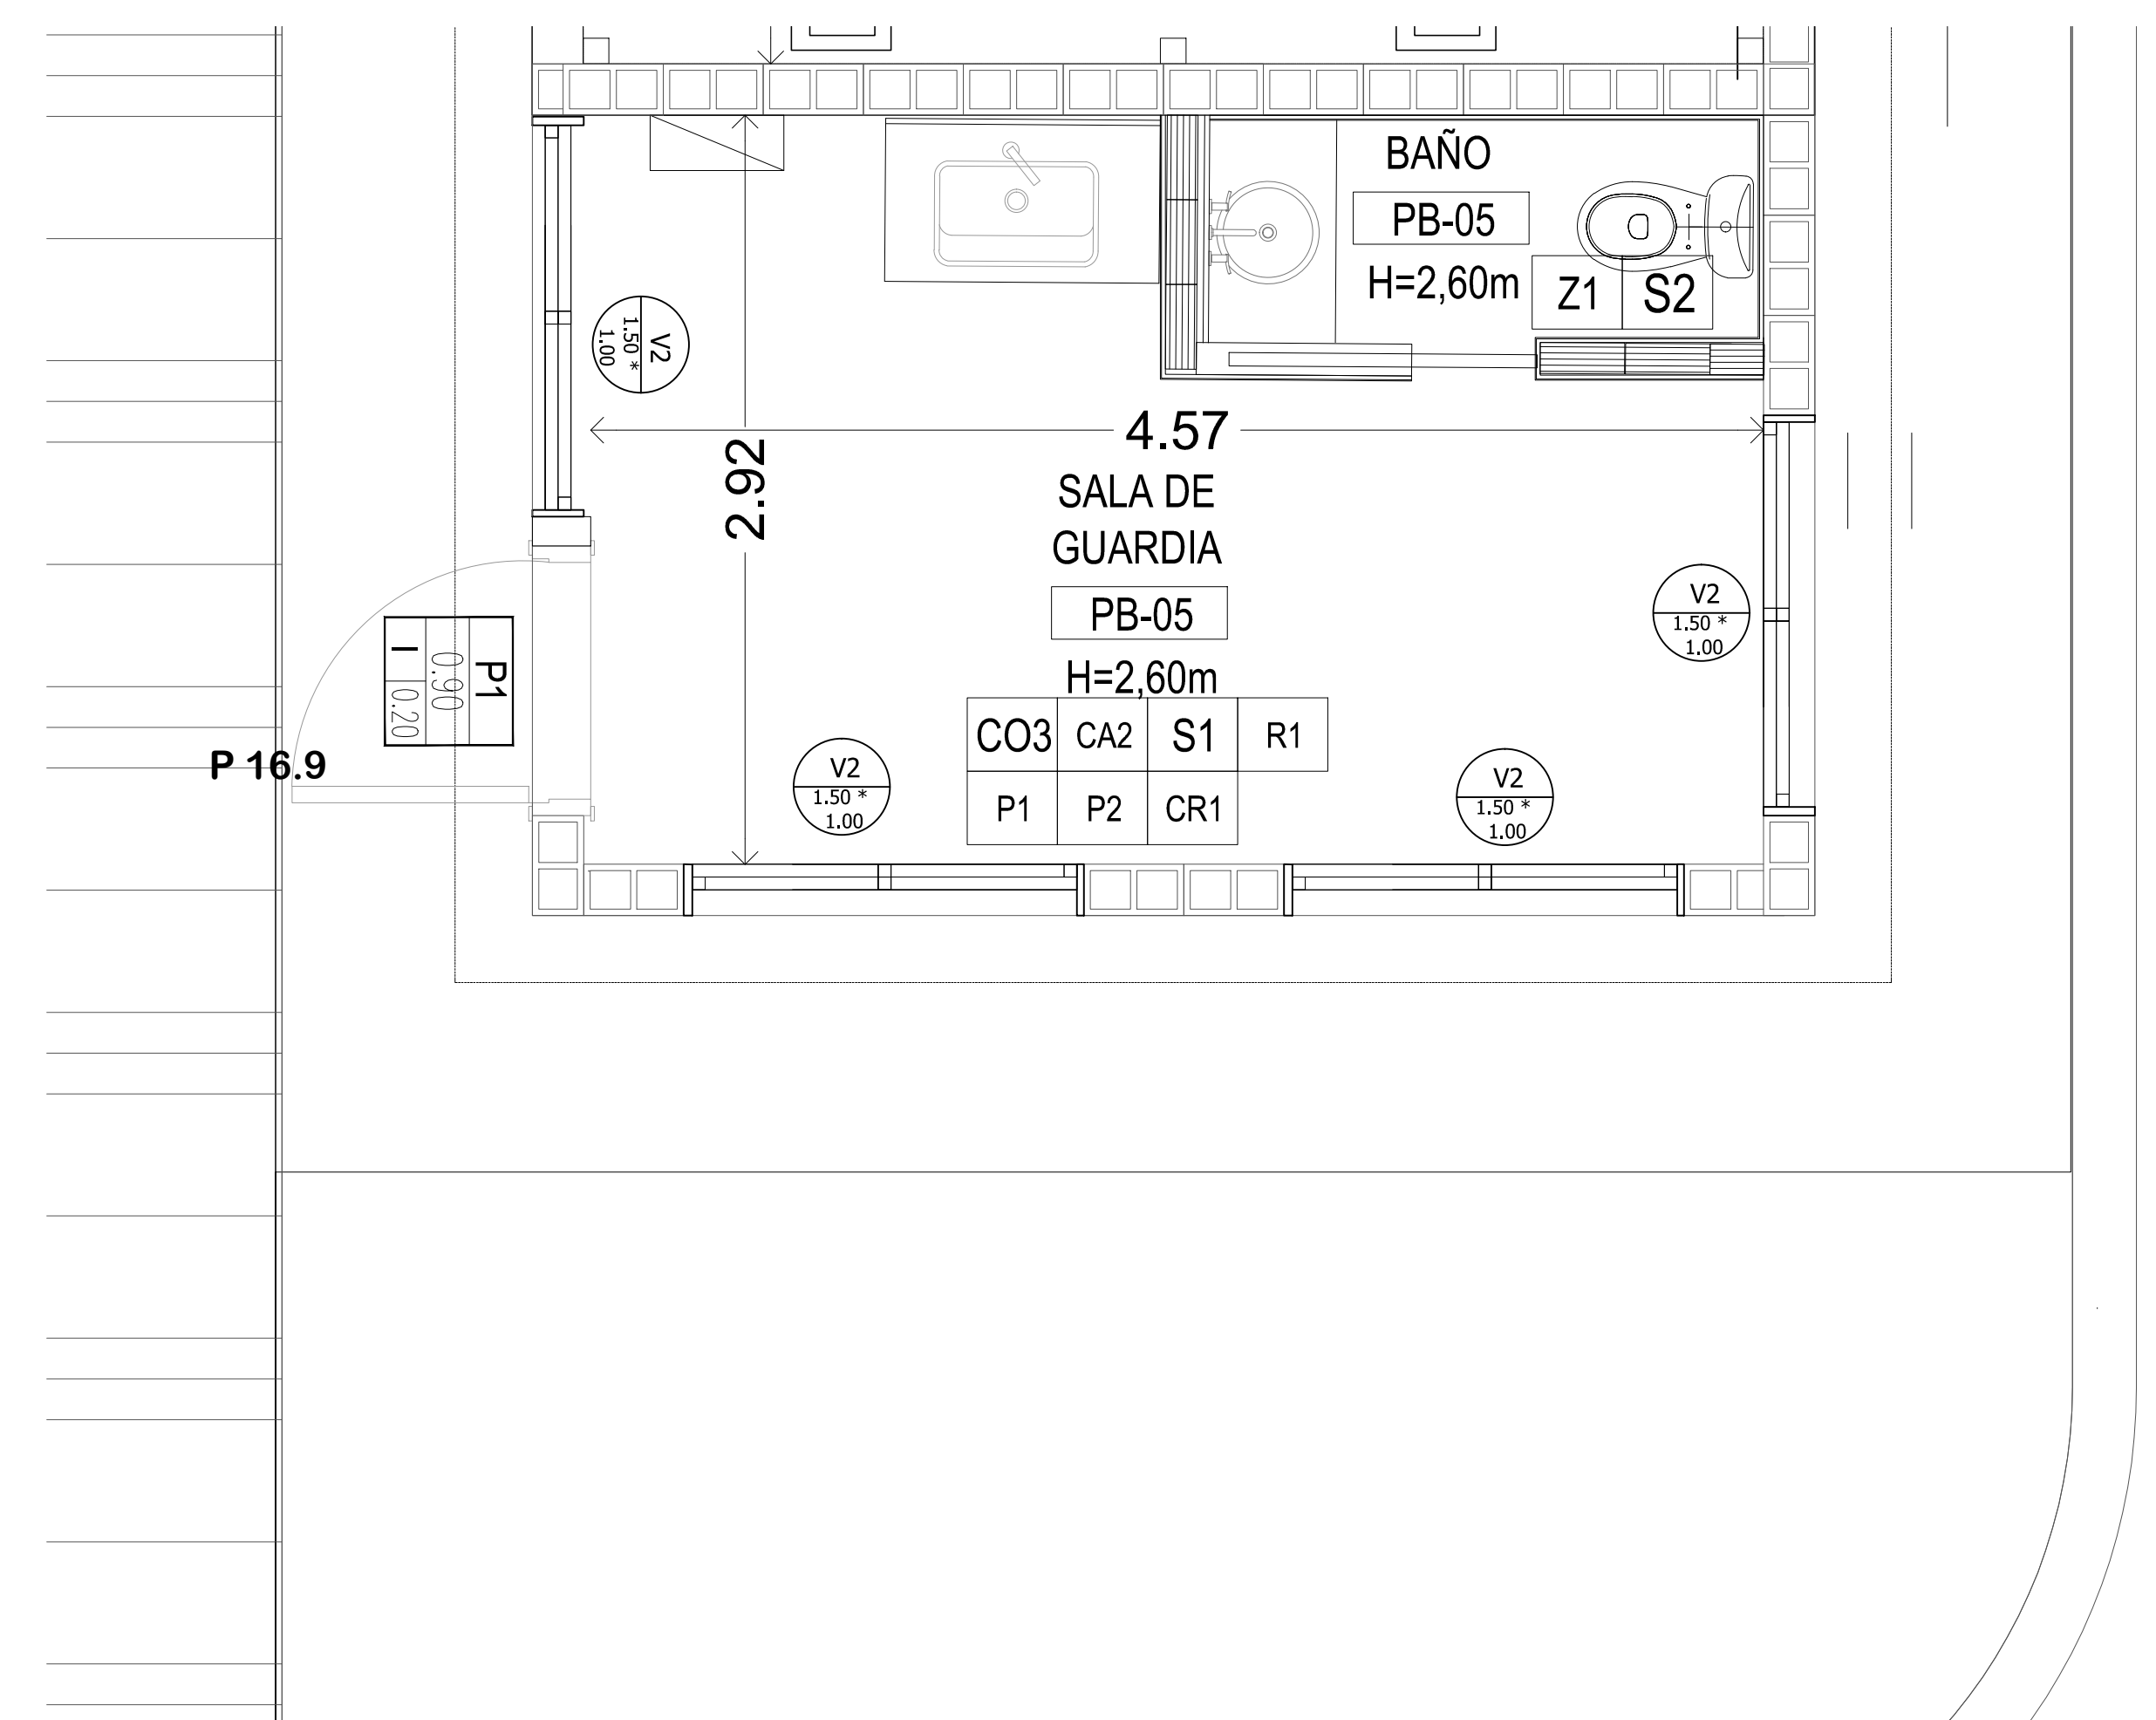 BAÑO
PB-05
H=2,60m
Z1 S2
V2
1.50 *
1.00
4.57
2.92
SALA DE
GUARDIA
PB-05
H=2,60m
CO3 CA2 S1 R1
P1 P2 CR1
V2
1.50 *
1.00
P1
0.90
I 0.20
P 16.9
V2
1.50 *
1.00
V2
1.50 *
1.00